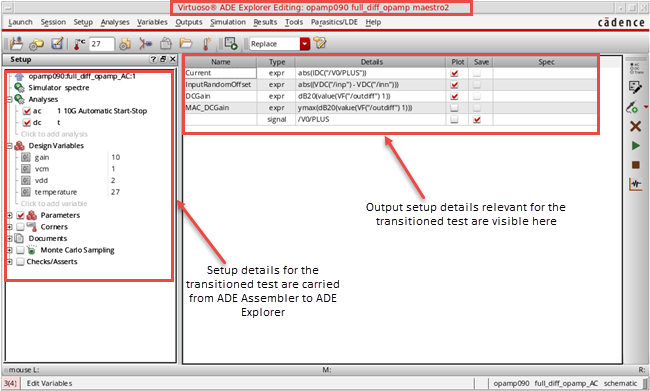 Virtuoso® ADE Explorer Editing: opamp090 full_diff_opamp maestro2
Launch Session Setup Analyses Variables Outputs Simulation Results Tools Parasitics/LDE Help
cādence
27
Replace
Setup
opamp090:full_diff_opamp_AC:1
Simulator spectre
Analyses
ac 1 10G Automatic Start-Stop
dc t
Click to add analysis
Design Variables
gain 10
vcm 1
vdd 2
temperature 27
Click to add variable
Parameters
Corners
Documents
Monte Carlo Sampling
Checks/Asserts
Name Type Details Plot Save Spec
Current expr abs(IDC("/V0/PLUS"))
InputRandomOffset expr abs((VDC("/inp") - VDC("/inn")))
DCGain expr dB20(value(VF("/outdiff") 1))
MAC_DCGain expr ymax(dB20(value(VF("/outdiff") 1)))
signal /V0/PLUS
AC
DC
Output setup details relevant for the
transitioned test are visible here
Setup details for the
transitioned test are carried
from ADE Assembler to ADE
Explorer
mouse L: M: R:
3(4) Edit Variables opamp090 full_diff_opamp_AC schematic